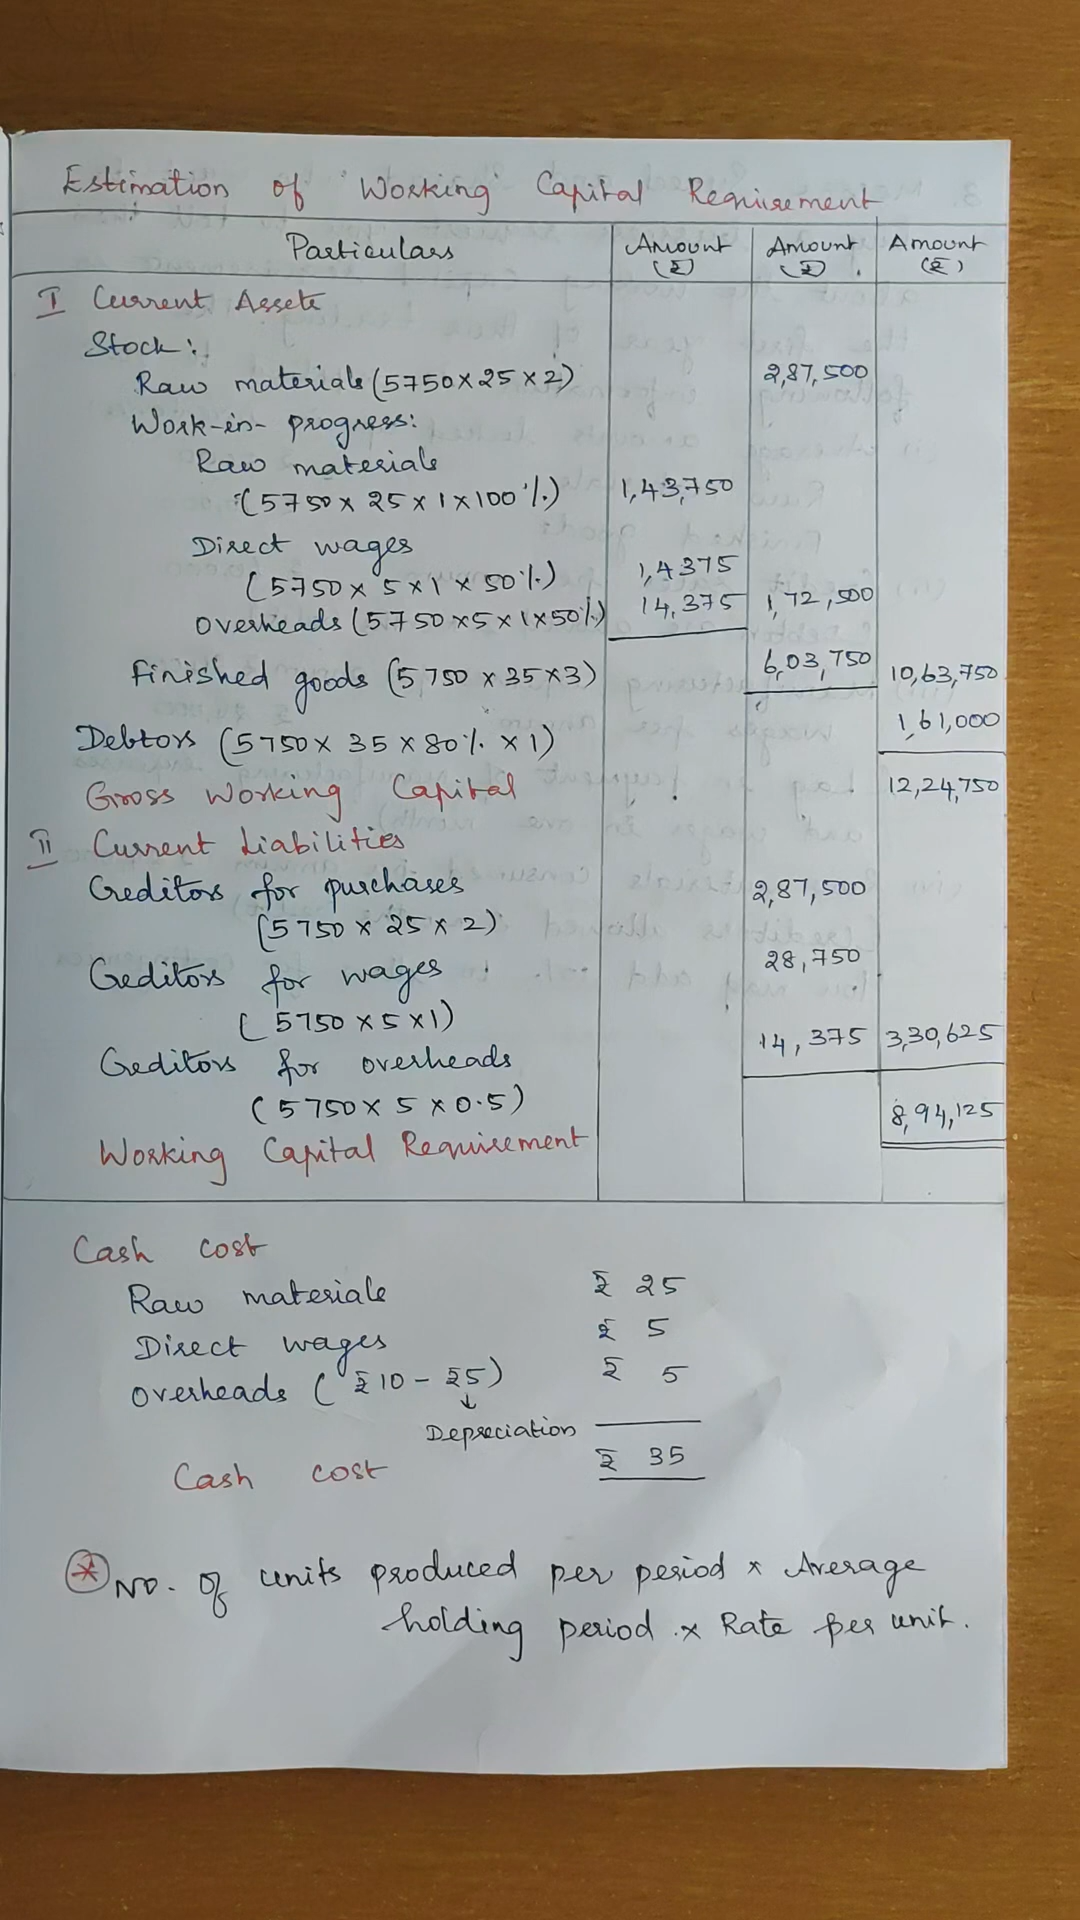 Estimation of Working Capital Requirement
Particulars Amount (₹) Amount (₹) Amount (₹)
I Current Assets
Stock:
Raw materials (5750 x 25 x 2) 2,87,500
Work-in-progress:
Raw materials
(5750 x 25 x 1 x 100%) 1,43,750
Direct wages
(5750 x 5 x 1 x 50%) 1,4375
Overheads (5750 x 5 x 1 x 50%) 14,375 1,72,500
Finished goods (5750 x 35 x 3) 6,03,750 10,63,750
Debtors (5750 x 35 x 80% x 1) 1,61,000
Gross Working Capital 12,24,750
II Current Liabilities
Creditors for purchases 2,87,500
(5750 x 25 x 2)
Creditors for wages 28,750
(5750 x 5 x 1)
Creditors for overheads 14,375 3,30,625
(5750 x 5 x 0.5)
Working Capital Requirement 8,94,125
Cash cost
Raw materials ₹ 25
Direct wages ₹ 5
Overheads (₹10 - ₹5) ₹ 5
↓
Depreciation
Cash cost ₹ 35
* No. of units produced per period x Average
holding period x Rate per unit.